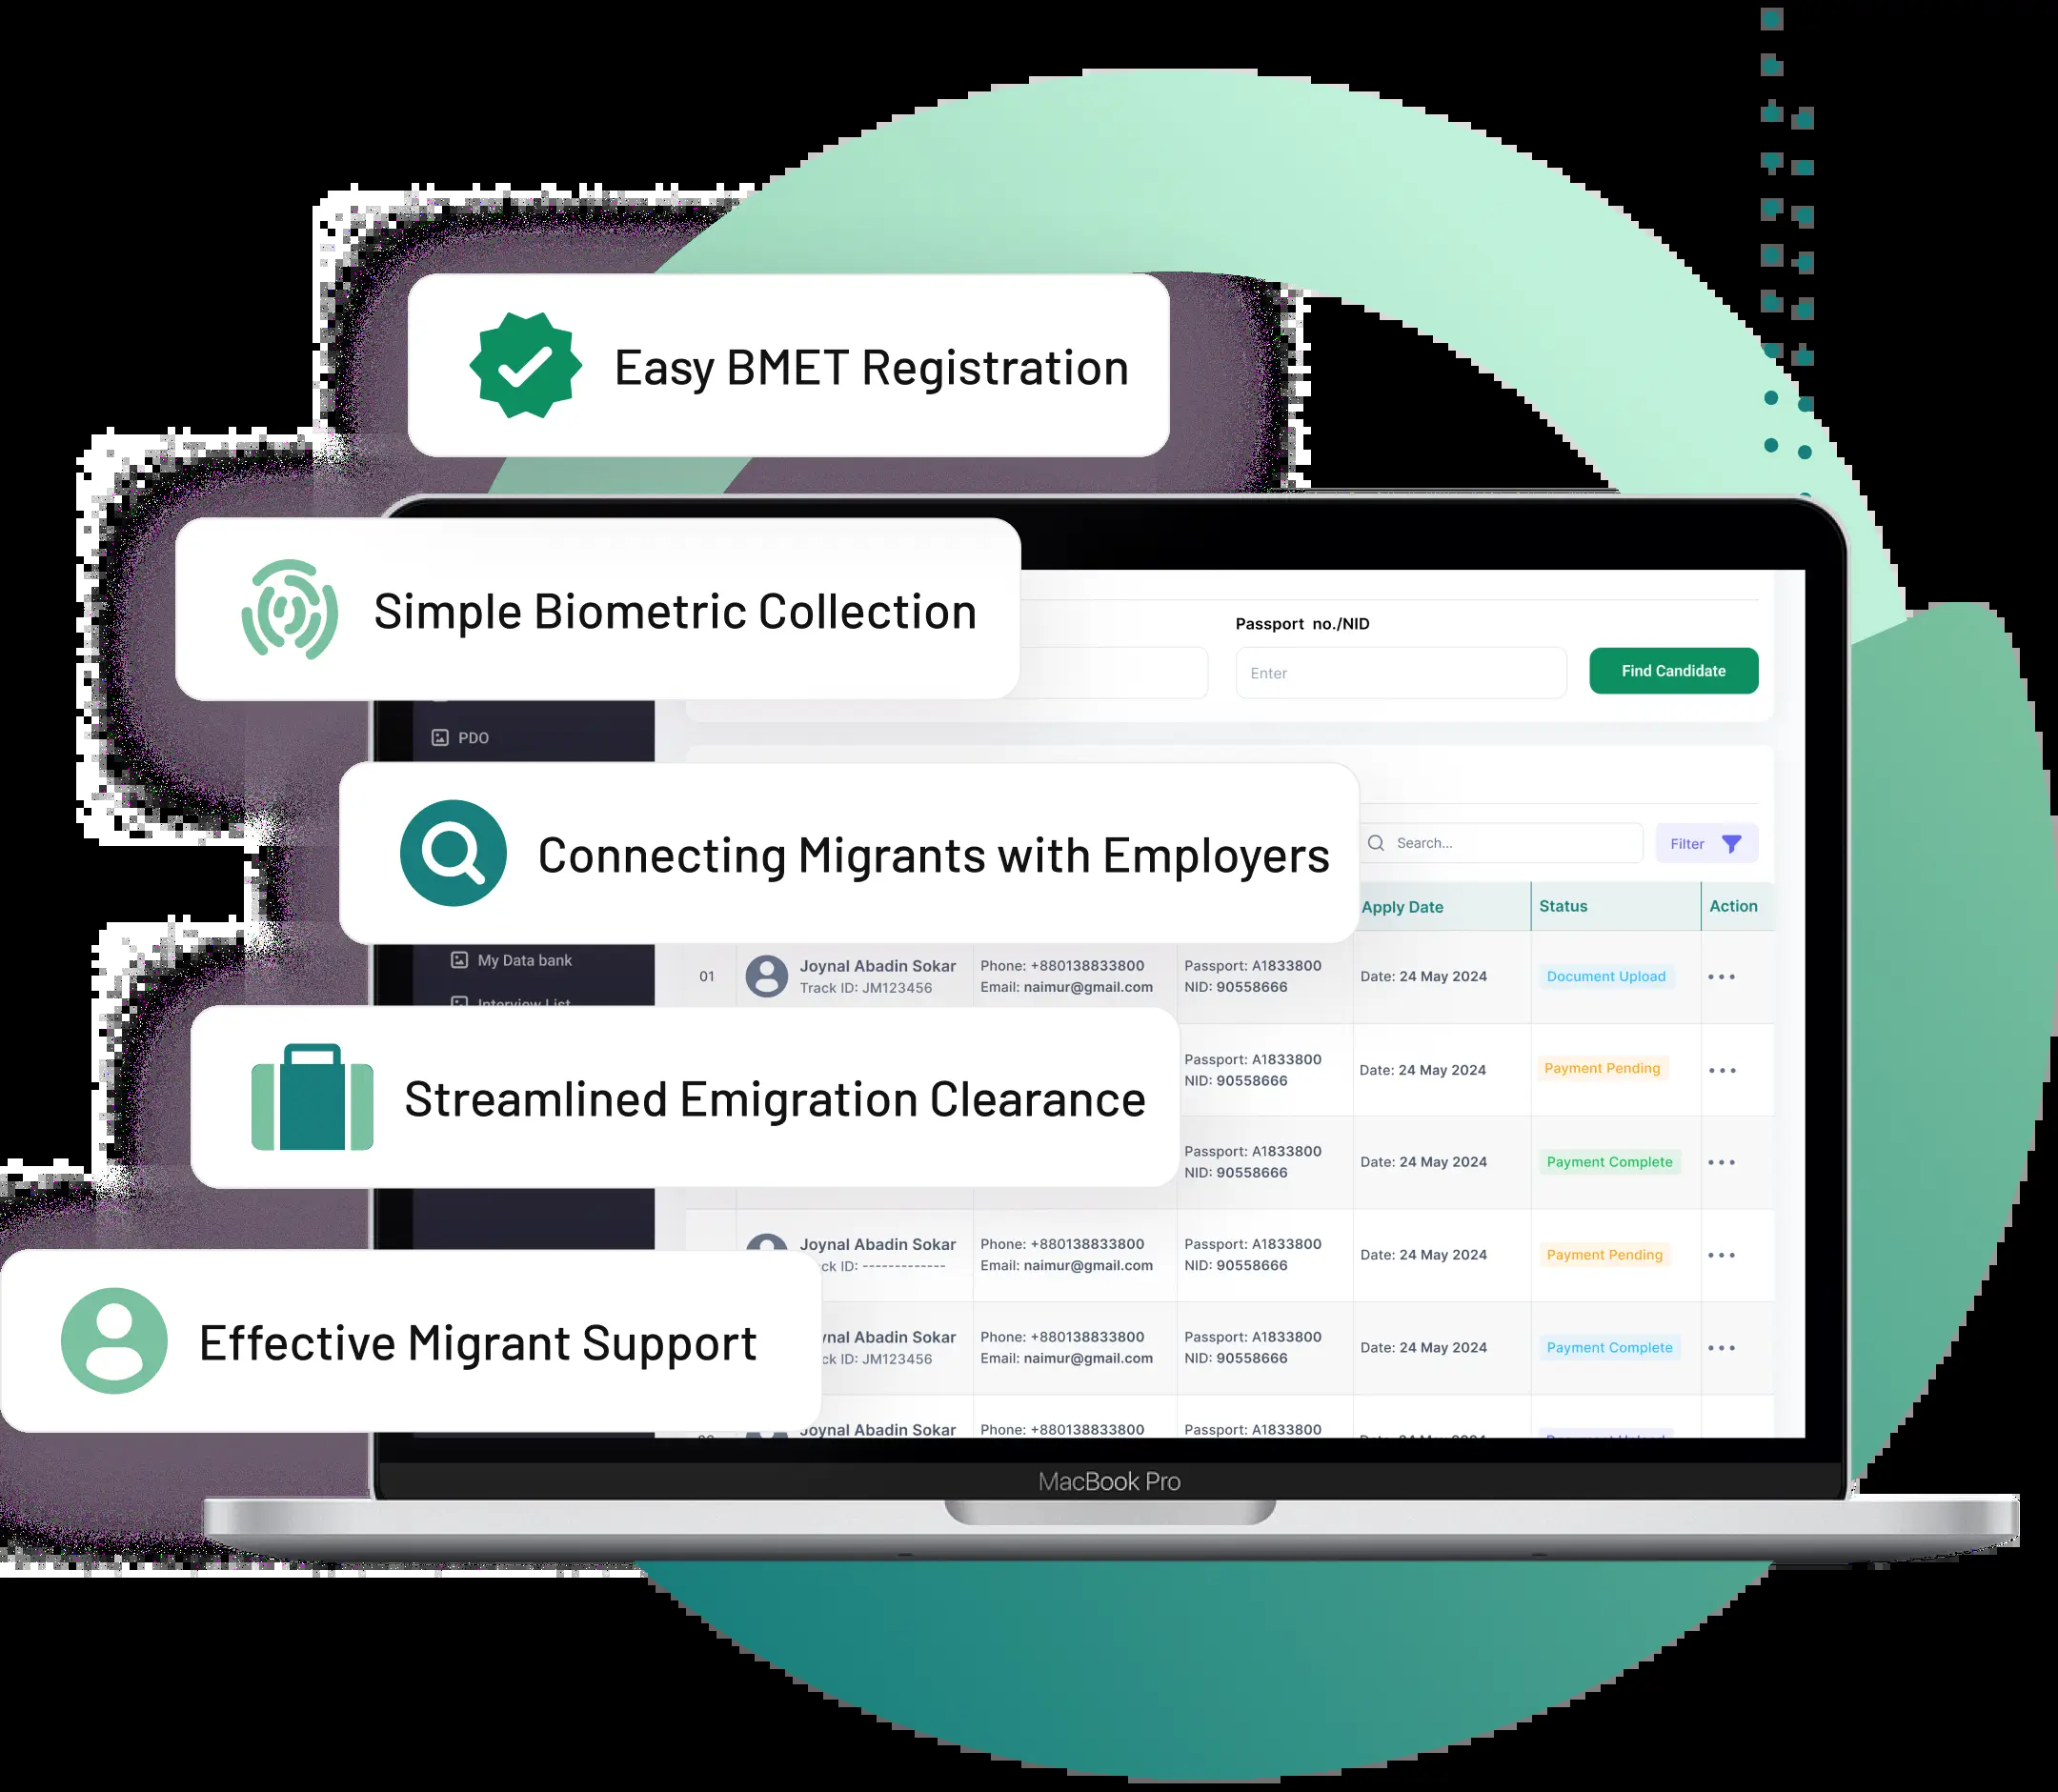 Easy BMET Registration
Simple Biometric Collection
Passport no./NID
Enter
Find Candidate
PDO
Connecting Migrants with Employers
Search...
Filter
Apply Date
Status
Action
My Data bank
01
Joynal Abadin Sokar
Track ID: JM123456
Phone: +880138833800
Email: naimur@gmail.com
Passport: A1833800
NID: 90558666
Date: 24 May 2024
Document Upload
Interview List
Streamlined Emigration Clearance
Passport: A1833800
NID: 90558666
Date: 24 May 2024
Payment Pending
Passport: A1833800
NID: 90558666
Date: 24 May 2024
Payment Complete
Joynal Abadin Sokar
ck ID: -------------
Phone: +880138833800
Email: naimur@gmail.com
Passport: A1833800
NID: 90558666
Date: 24 May 2024
Payment Pending
Effective Migrant Support
ynal Abadin Sokar
ck ID: JM123456
Phone: +880138833800
Email: naimur@gmail.com
Passport: A1833800
NID: 90558666
Date: 24 May 2024
Payment Complete
Joynal Abadin Sokar
Phone: +880138833800
Passport: A1833800
MacBook Pro